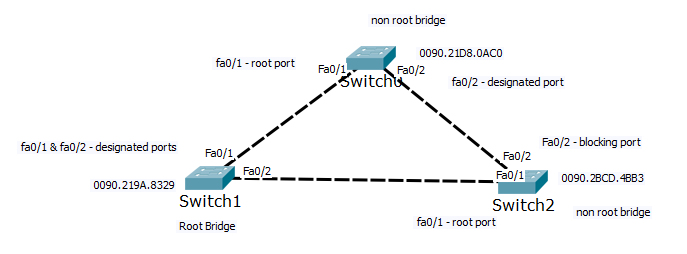 non root bridge
0090.21D8.0AC0
fa0/1 - root port
Fa0/1
Fa0/2
Switch0
fa0/2 - designated port
Fa0/2 - blocking port
fa0/1 & fa0/2 - designated ports
Fa0/1
Fa0/2
Fa0/2
Fa0/1
0090.219A.8329
0090.2BCD.4BB3
Switch1
Switch2
non root bridge
Root Bridge
fa0/1 - root port